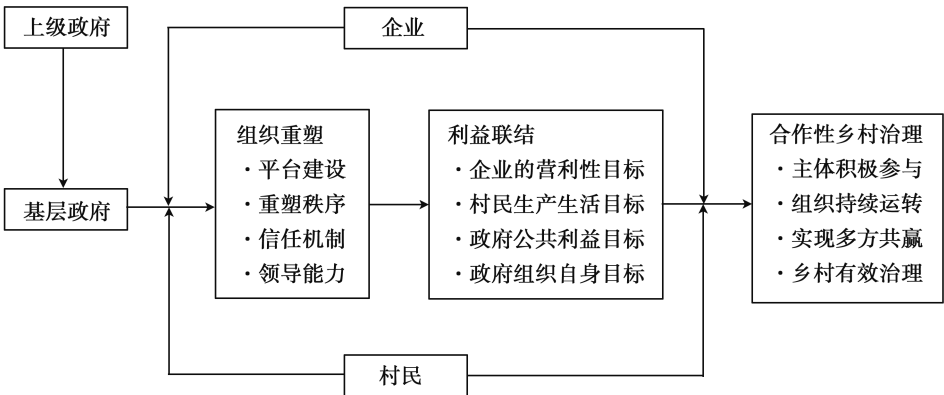 上级政府
企业
组织重塑
·平台建设
·重塑秩序
·信任机制
·领导能力
利益联结
·企业的营利性目标
·村民生产生活目标
·政府公共利益目标
·政府组织自身目标
合作性乡村治理
·主体积极参与
·组织持续运转
·实现多方共赢
·乡村有效治理
基层政府
村民